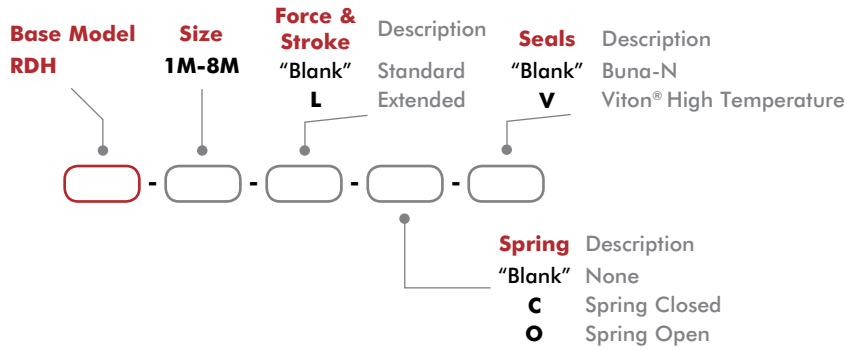 Base Model
RDH
Size
1M-8M
Force &
Stroke Description
"Blank" Standard
L Extended
Seals Description
"Blank" Buna-N
V Viton® High Temperature
- - - -
Spring Description
"Blank" None
C Spring Closed
O Spring Open